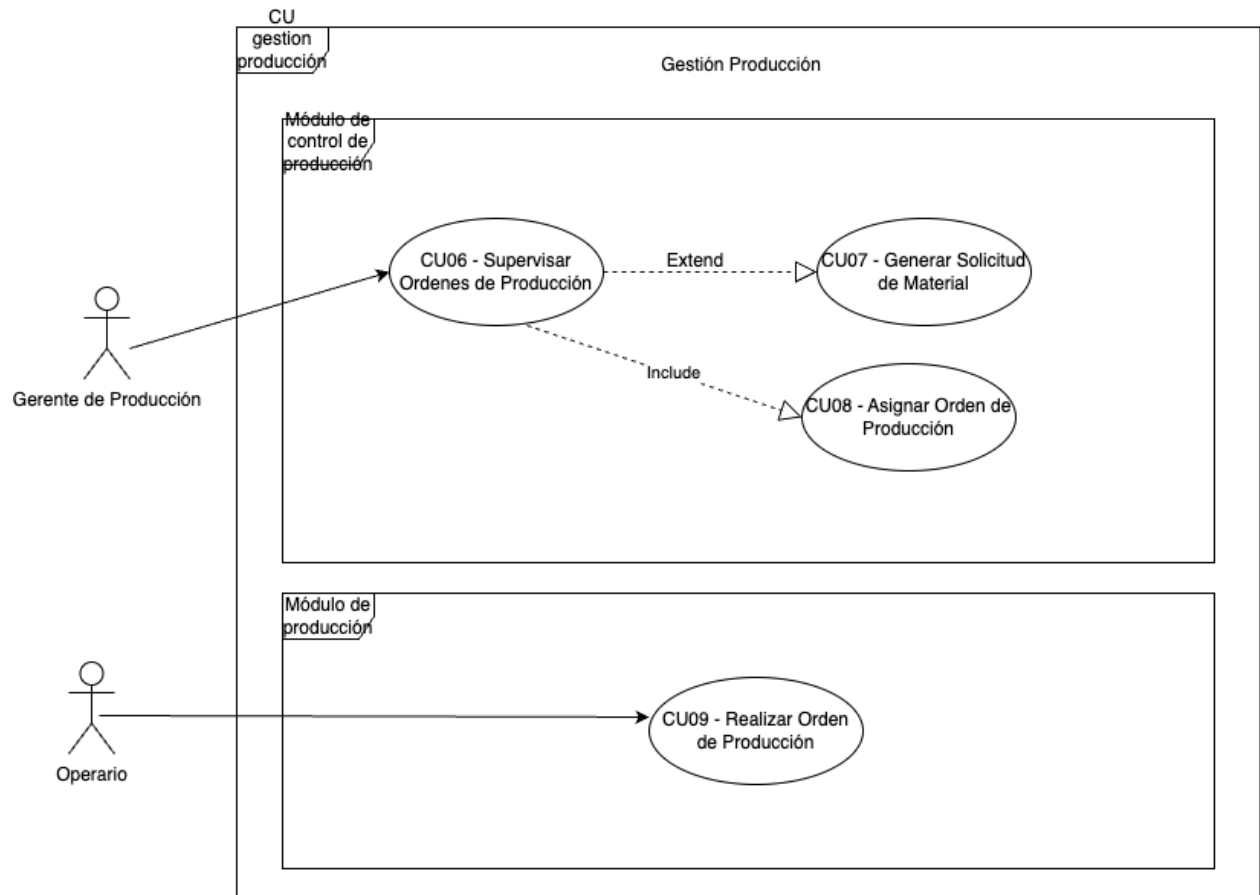 CU
gestion
producción
Gestión Producción
Módulo de
control de
producción
CU06 - Supervisar
Ordenes de Producción
Extend
CU07 - Generar Solicitud
de Material
Include
CU08 - Asignar Orden de
Producción
Gerente de Producción
Módulo de
producción
CU09 - Realizar Orden
de Producción
Operario